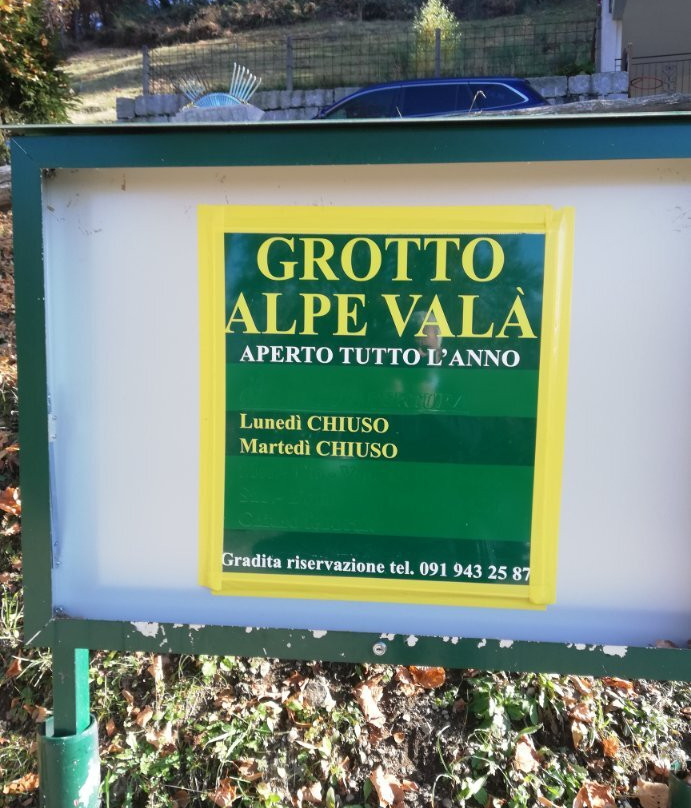 GROTTO
ALPE VALÀ
APERTO TUTTO L'ANNO
Lunedì CHIUSO
Martedì CHIUSO
Gradita riservazione tel. 091 943 25 87